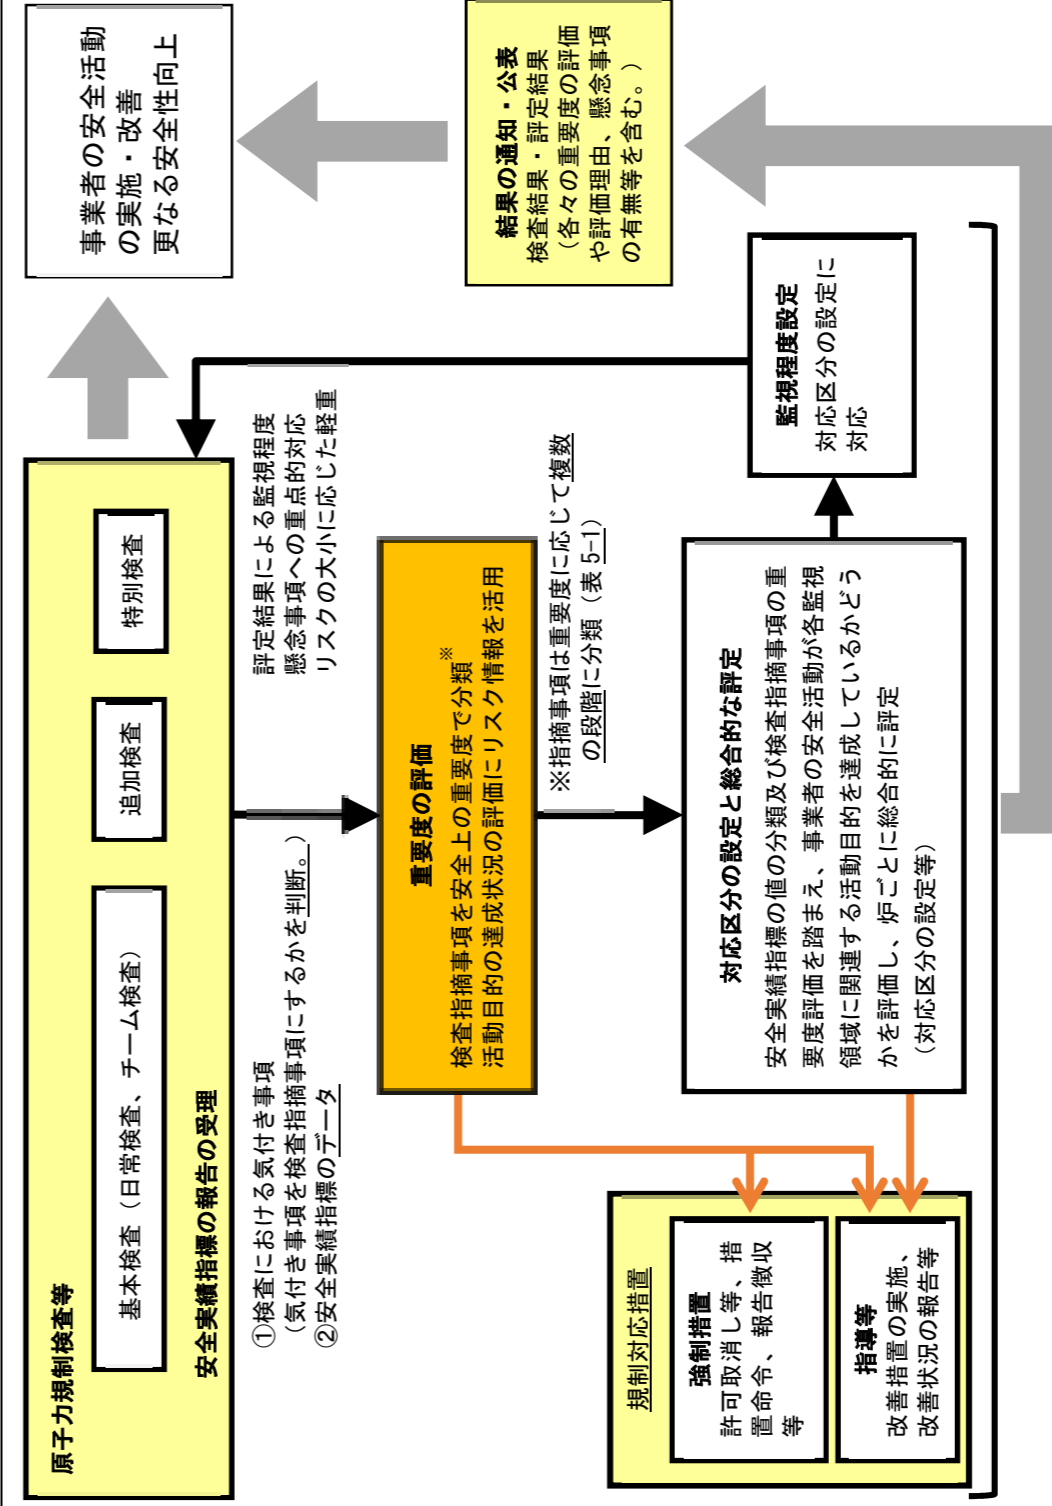 原子力規制検査等
基本検査（日常検査、チーム検査）
追加検査
特別検査
安全実績指標の報告の受理
事業者の安全活動
の実施・改善
更なる安全性向上
①検査における気付き事項
（気付き事項を検査指摘事項にするかを判断。）
②安全実績指標のデータ
評定結果による監視程度
懸念事項への重点的対応
リスクの大小に応じた軽重
重要度の評価
検査指摘事項を安全上の重要度で分類※
活動目的の達成状況の評価にリスク情報を活用
結果の通知・公表
検査結果・評定結果
（各々の重要度の評価
や評価理由、懸念事項
の有無等を含む。）
※指摘事項は重要度に応じて複数
の段階に分類（表 5-1）
規制対応措置
強制措置
許可取消し等、措
置命令、報告徴収
等
指導等
改善措置の実施、
改善状況の報告等
対応区分の設定と総合的な評定
安全実績指標の値の分類及び検査指摘事項の重
要度評価を踏まえ、事業者の安全活動が各監視
領域に関連する活動目的を達成しているかどう
かを評価し、炉ごとに総合的に評定
（対応区分の設定等）
監視程度設定
対応区分の設定に
対応